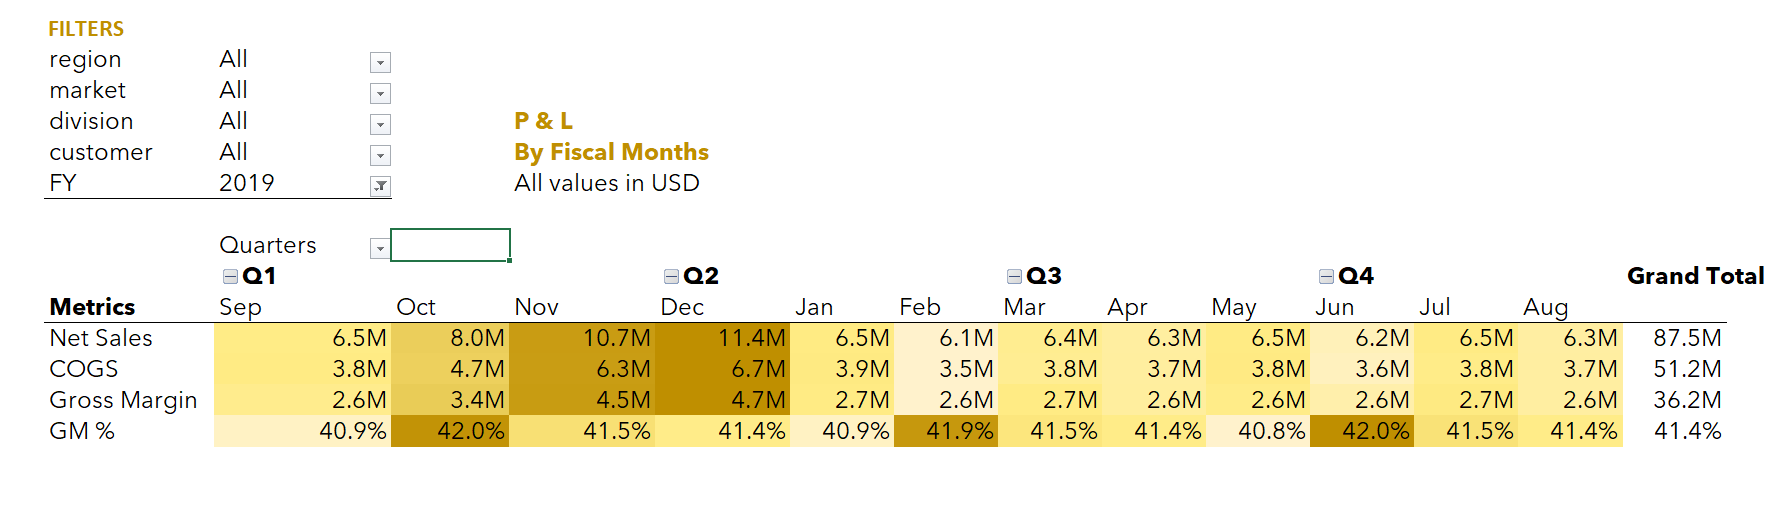 FILTERS
region All
market All
division All P & L
customer All By Fiscal Months
FY 2019 All values in USD
Quarters
Q1 Q2 Q3 Q4 Grand Total
Metrics Sep Oct Nov Dec Jan Feb Mar Apr May Jun Jul Aug
Net Sales 6.5M 8.0M 10.7M 11.4M 6.5M 6.1M 6.4M 6.3M 6.5M 6.2M 6.5M 6.3M 87.5M
COGS 3.8M 4.7M 6.3M 6.7M 3.9M 3.5M 3.8M 3.7M 3.8M 3.6M 3.8M 3.7M 51.2M
Gross Margin 2.6M 3.4M 4.5M 4.7M 2.7M 2.6M 2.7M 2.6M 2.6M 2.6M 2.7M 2.6M 36.2M
GM % 40.9% 42.0% 41.5% 41.4% 40.9% 41.9% 41.5% 41.4% 40.8% 42.0% 41.5% 41.4% 41.4%